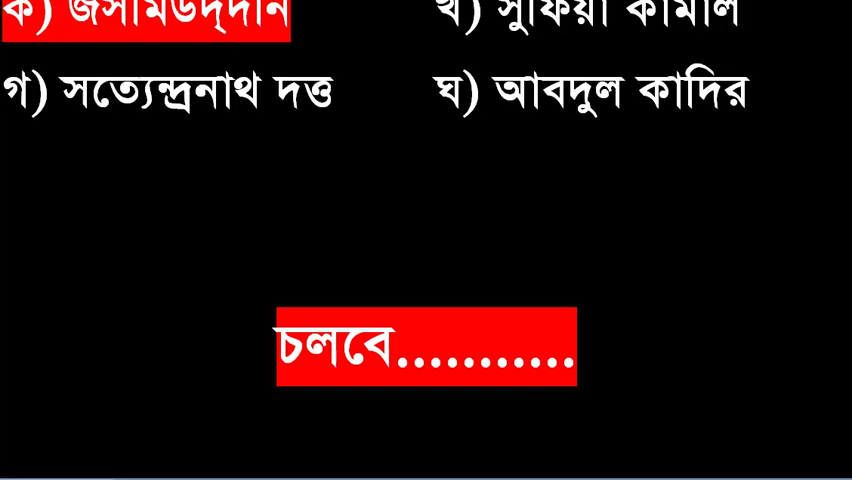 ক) জসীমউদ্‌দীন খ) সুফিয়া কামাল
গ) সত্যেন্দ্রনাথ দত্ত ঘ) আবদুল কাদির
চলবে...........